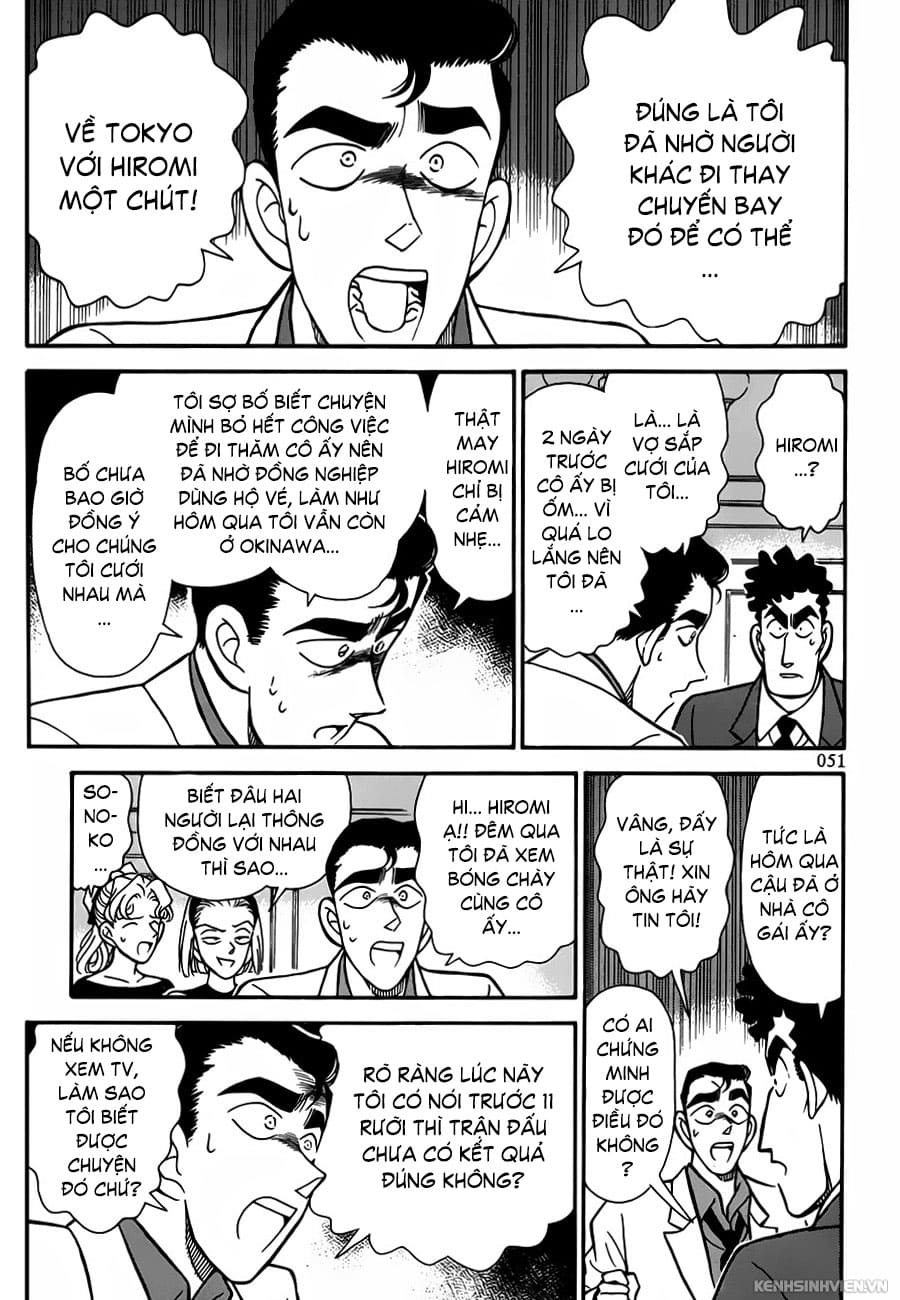 ĐÚNG LÀ TÔI
ĐÃ NHỜ NGƯỜI
KHÁC ĐI THAY
CHUYẾN BAY
ĐÓ ĐỂ CÓ THỂ
...
VỀ TOKYO
VỚI HIROMI
MỘT CHÚT!
HIROMI
...?
LÀ... LÀ
VỢ SẮP
CƯỚI CỦA
TÔI...
2 NGÀY
TRƯỚC
CÔ ẤY BỊ
ỐM... VÌ
QUÁ LO
LẮNG NÊN
TÔI ĐÃ
...
THẬT
MAY
HIROMI
CHỈ BỊ
CẢM
NHẸ...
TÔI SỢ BỐ BIẾT CHUYỆN
MÌNH BỎ HẾT CÔNG VIỆC
ĐỂ ĐI THĂM CÔ ẤY NÊN
ĐÃ NHỜ ĐỒNG NGHIỆP
DÙNG HỘ VÉ, LÀM NHƯ
HÔM QUA TÔI VẪN CÒN
Ở OKINAWA...
BỐ CHƯA
BAO GIỜ
ĐỒNG Ý
CHO CHÚNG
TÔI CƯỚI
NHAU MÀ
...
051
TỨC LÀ
HÔM QUA
CẬU ĐÃ Ở
NHÀ CÔ
GÁI ẤY?
VÂNG, ĐẤY
LÀ SỰ
THẬT! XIN
ÔNG HÃY
TIN TÔI!
CÓ AI
CHỨNG
MINH
ĐƯỢC
ĐIỀU ĐÓ
KHÔNG
?
HI... HIROMI
Ạ!! ĐÊM QUA
TÔI ĐÃ XEM
BÓNG CHÀY
CÙNG CÔ
ẤY...
BIẾT ĐÂU HAI
NGƯỜI LẠI THÔNG
ĐỒNG VỚI NHAU
THÌ SAO...
SO-
NO-
KO
...
RÕ RÀNG LÚC NÃY
TÔI CÓ NÓI TRƯỚC 11
RƯỠI THÌ TRẬN ĐẤU
CHƯA CÓ KẾT QUẢ
ĐÚNG KHÔNG?
NẾU KHÔNG
XEM TV,
LÀM SAO
TÔI BIẾT
ĐƯỢC
CHUYỆN
ĐÓ CHỨ?
KENHSINHVIEN.VN